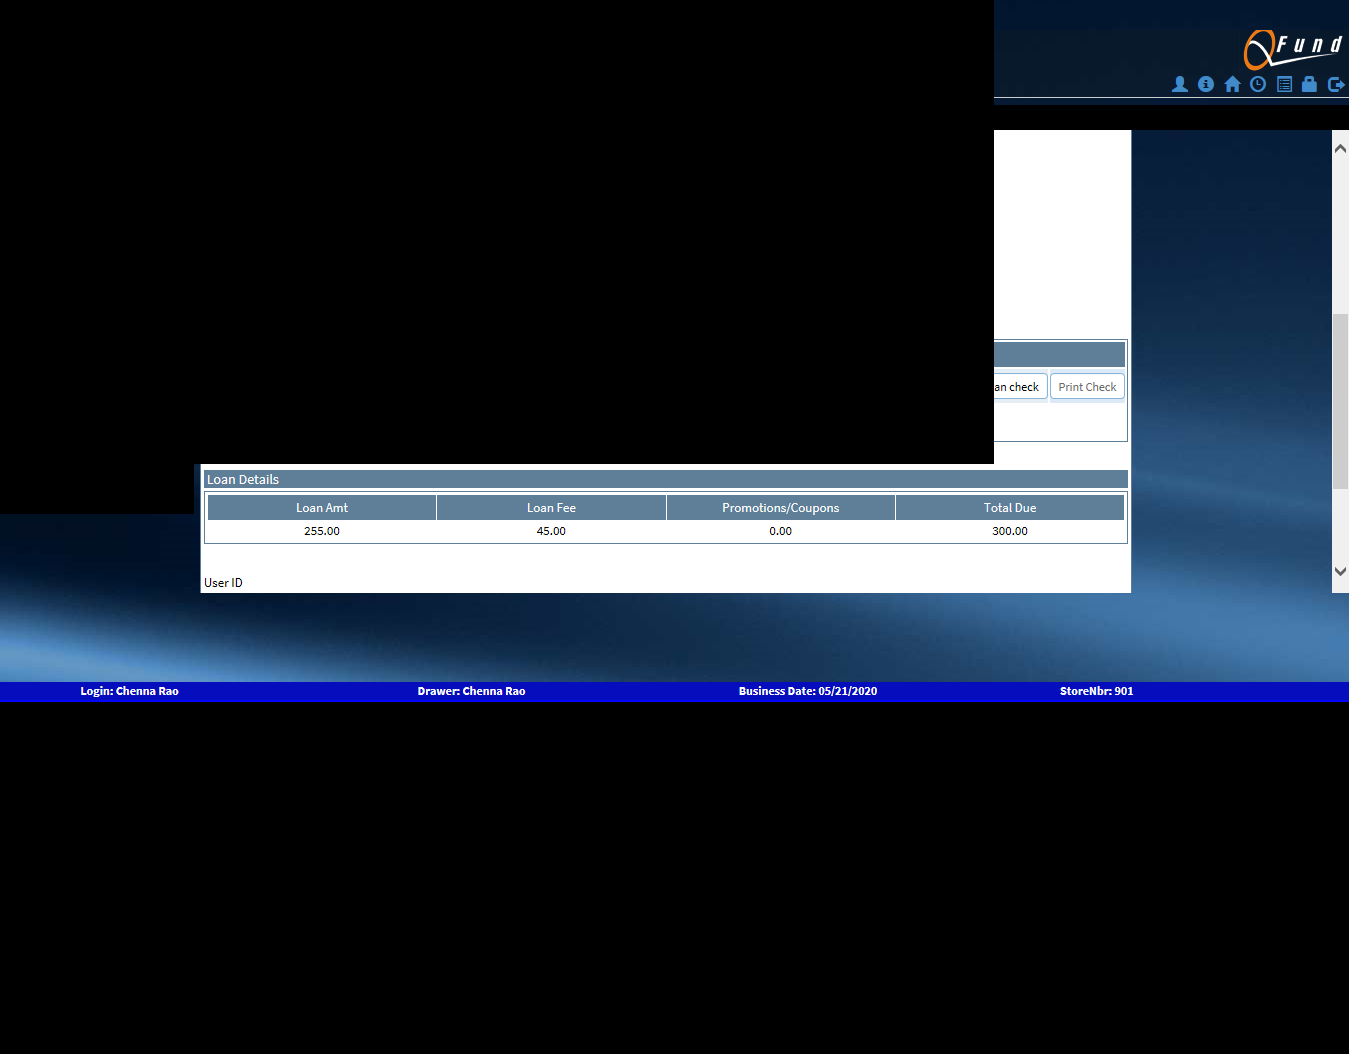 Fund
an check Print Check
Loan Details
Loan Amt Loan Fee Promotions/Coupons Total Due
255.00 45.00 0.00 300.00
User ID
Login: Chenna Rao Drawer: Chenna Rao Business Date: 05/21/2020 StoreNbr: 901